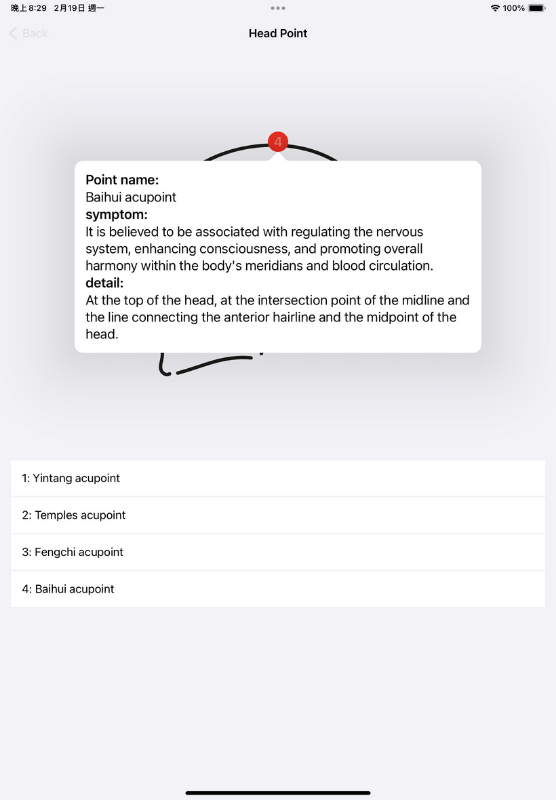 晚上8:29 2月19日 週一
100%
Back
Head Point
4
Point name:
Baihui acupoint
symptom:
It is believed to be associated with regulating the nervous
system, enhancing consciousness, and promoting overall
harmony within the body's meridians and blood circulation.
detail:
At the top of the head, at the intersection point of the midline and
the line connecting the anterior hairline and the midpoint of the
head.
1: Yintang acupoint
2: Temples acupoint
3: Fengchi acupoint
4: Baihui acupoint